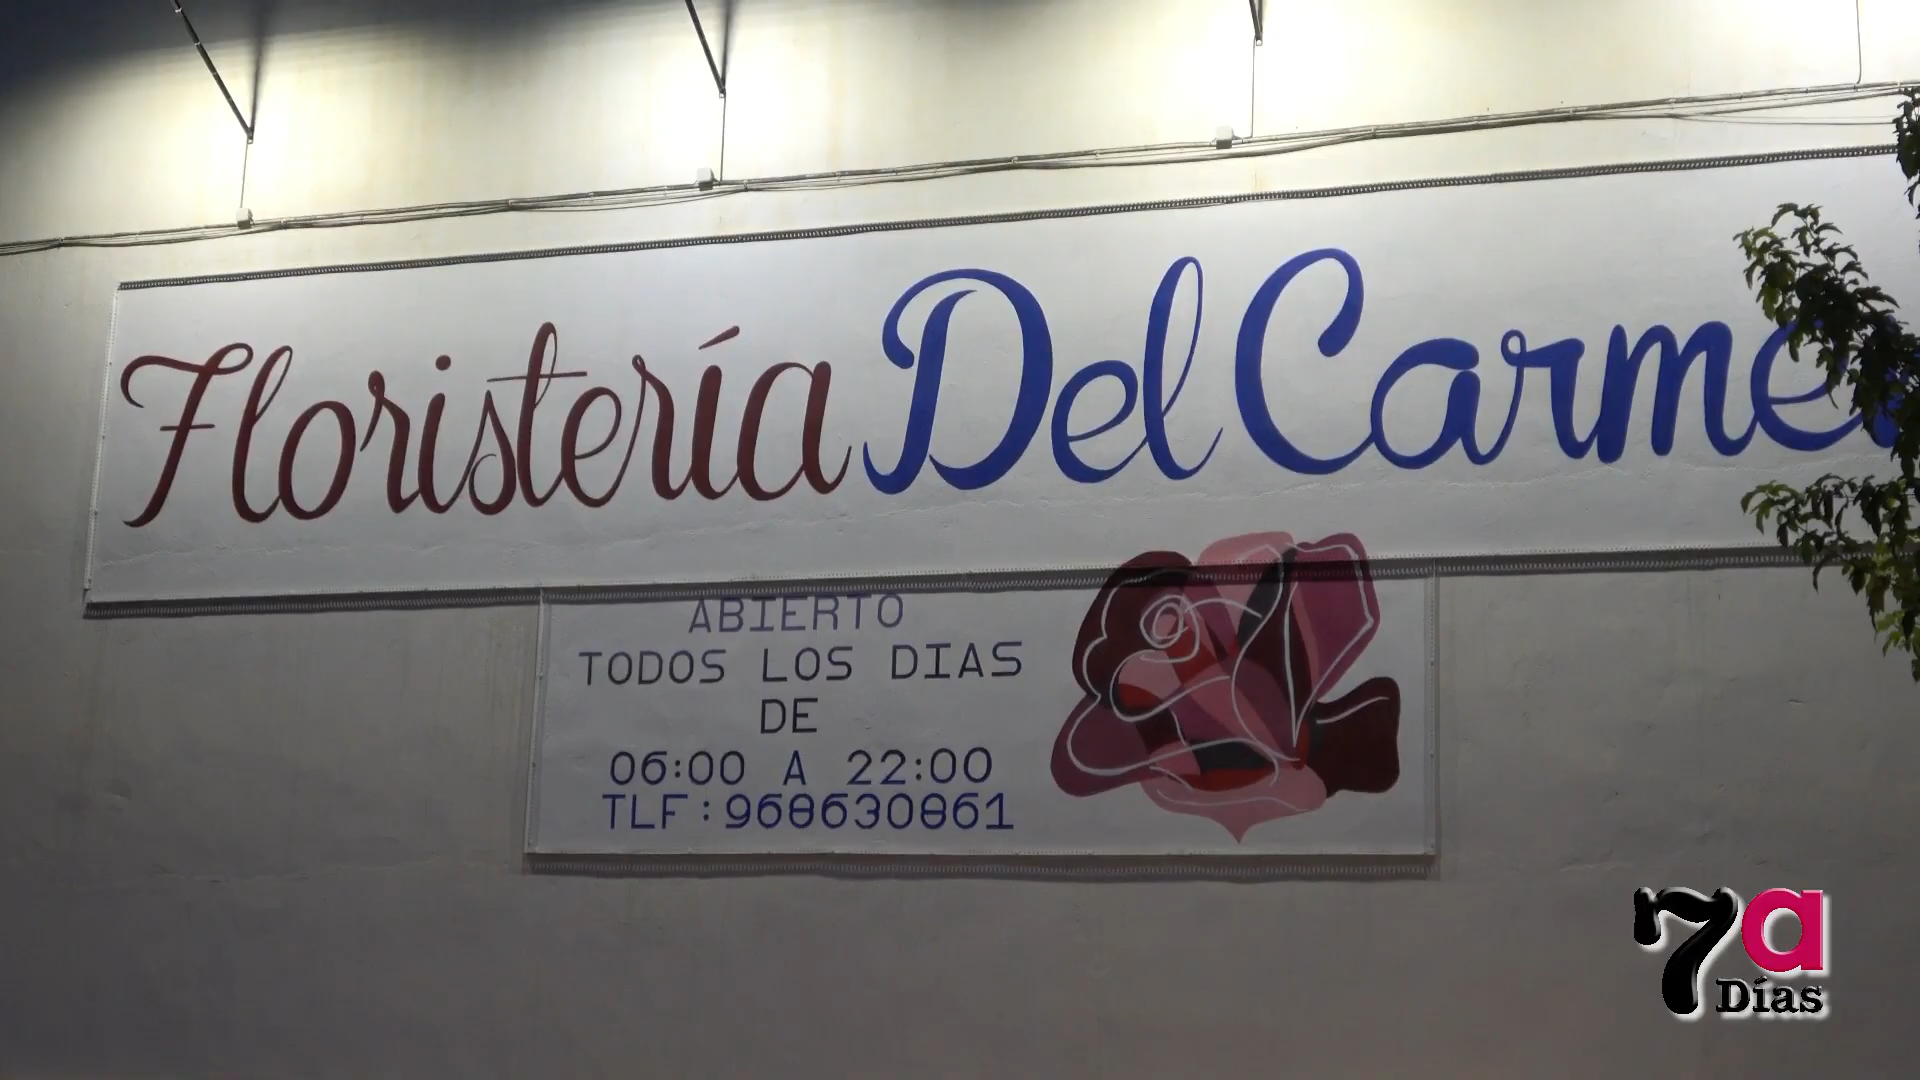 Floristería Del Carme
ABIERTO
TODOS LOS DIAS
DE
06:00 A 22:00
TLF:968630861
7a
Días